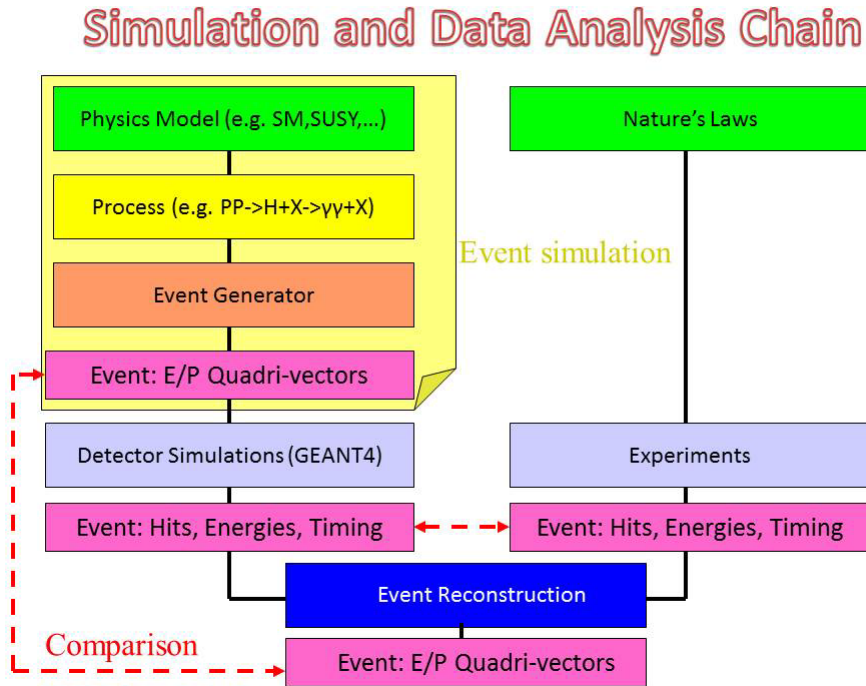 Simulation and Data Analysis Chain
Physics Model (e.g. SM,SUSY,...)
Nature's Laws
Process (e.g. PP->H+X->γγ+X)
Event simulation
Event Generator
Event: E/P Quadri-vectors
Detector Simulations (GEANT4)
Experiments
Event: Hits, Energies, Timing
Event: Hits, Energies, Timing
Event Reconstruction
Comparison
Event: E/P Quadri-vectors